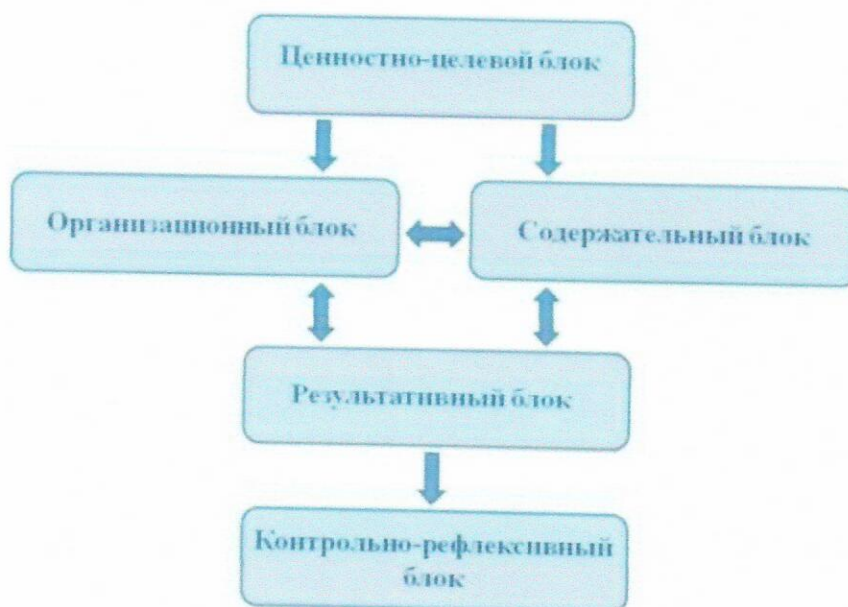 Ценностно-целевой блок
Организационный блок
Содержательный блок
Результативный блок
Контрольно-рефлексивный
блок